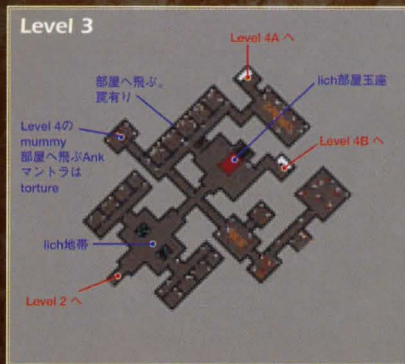 Level 3
Level 4A へ
部屋へ飛ぶ。
罠有り
lich部屋玉座
Level 4の
mummy
部屋へ飛ぶAnk
マントラは
torture
Level 4B へ
lich地帯
Level 2 へ